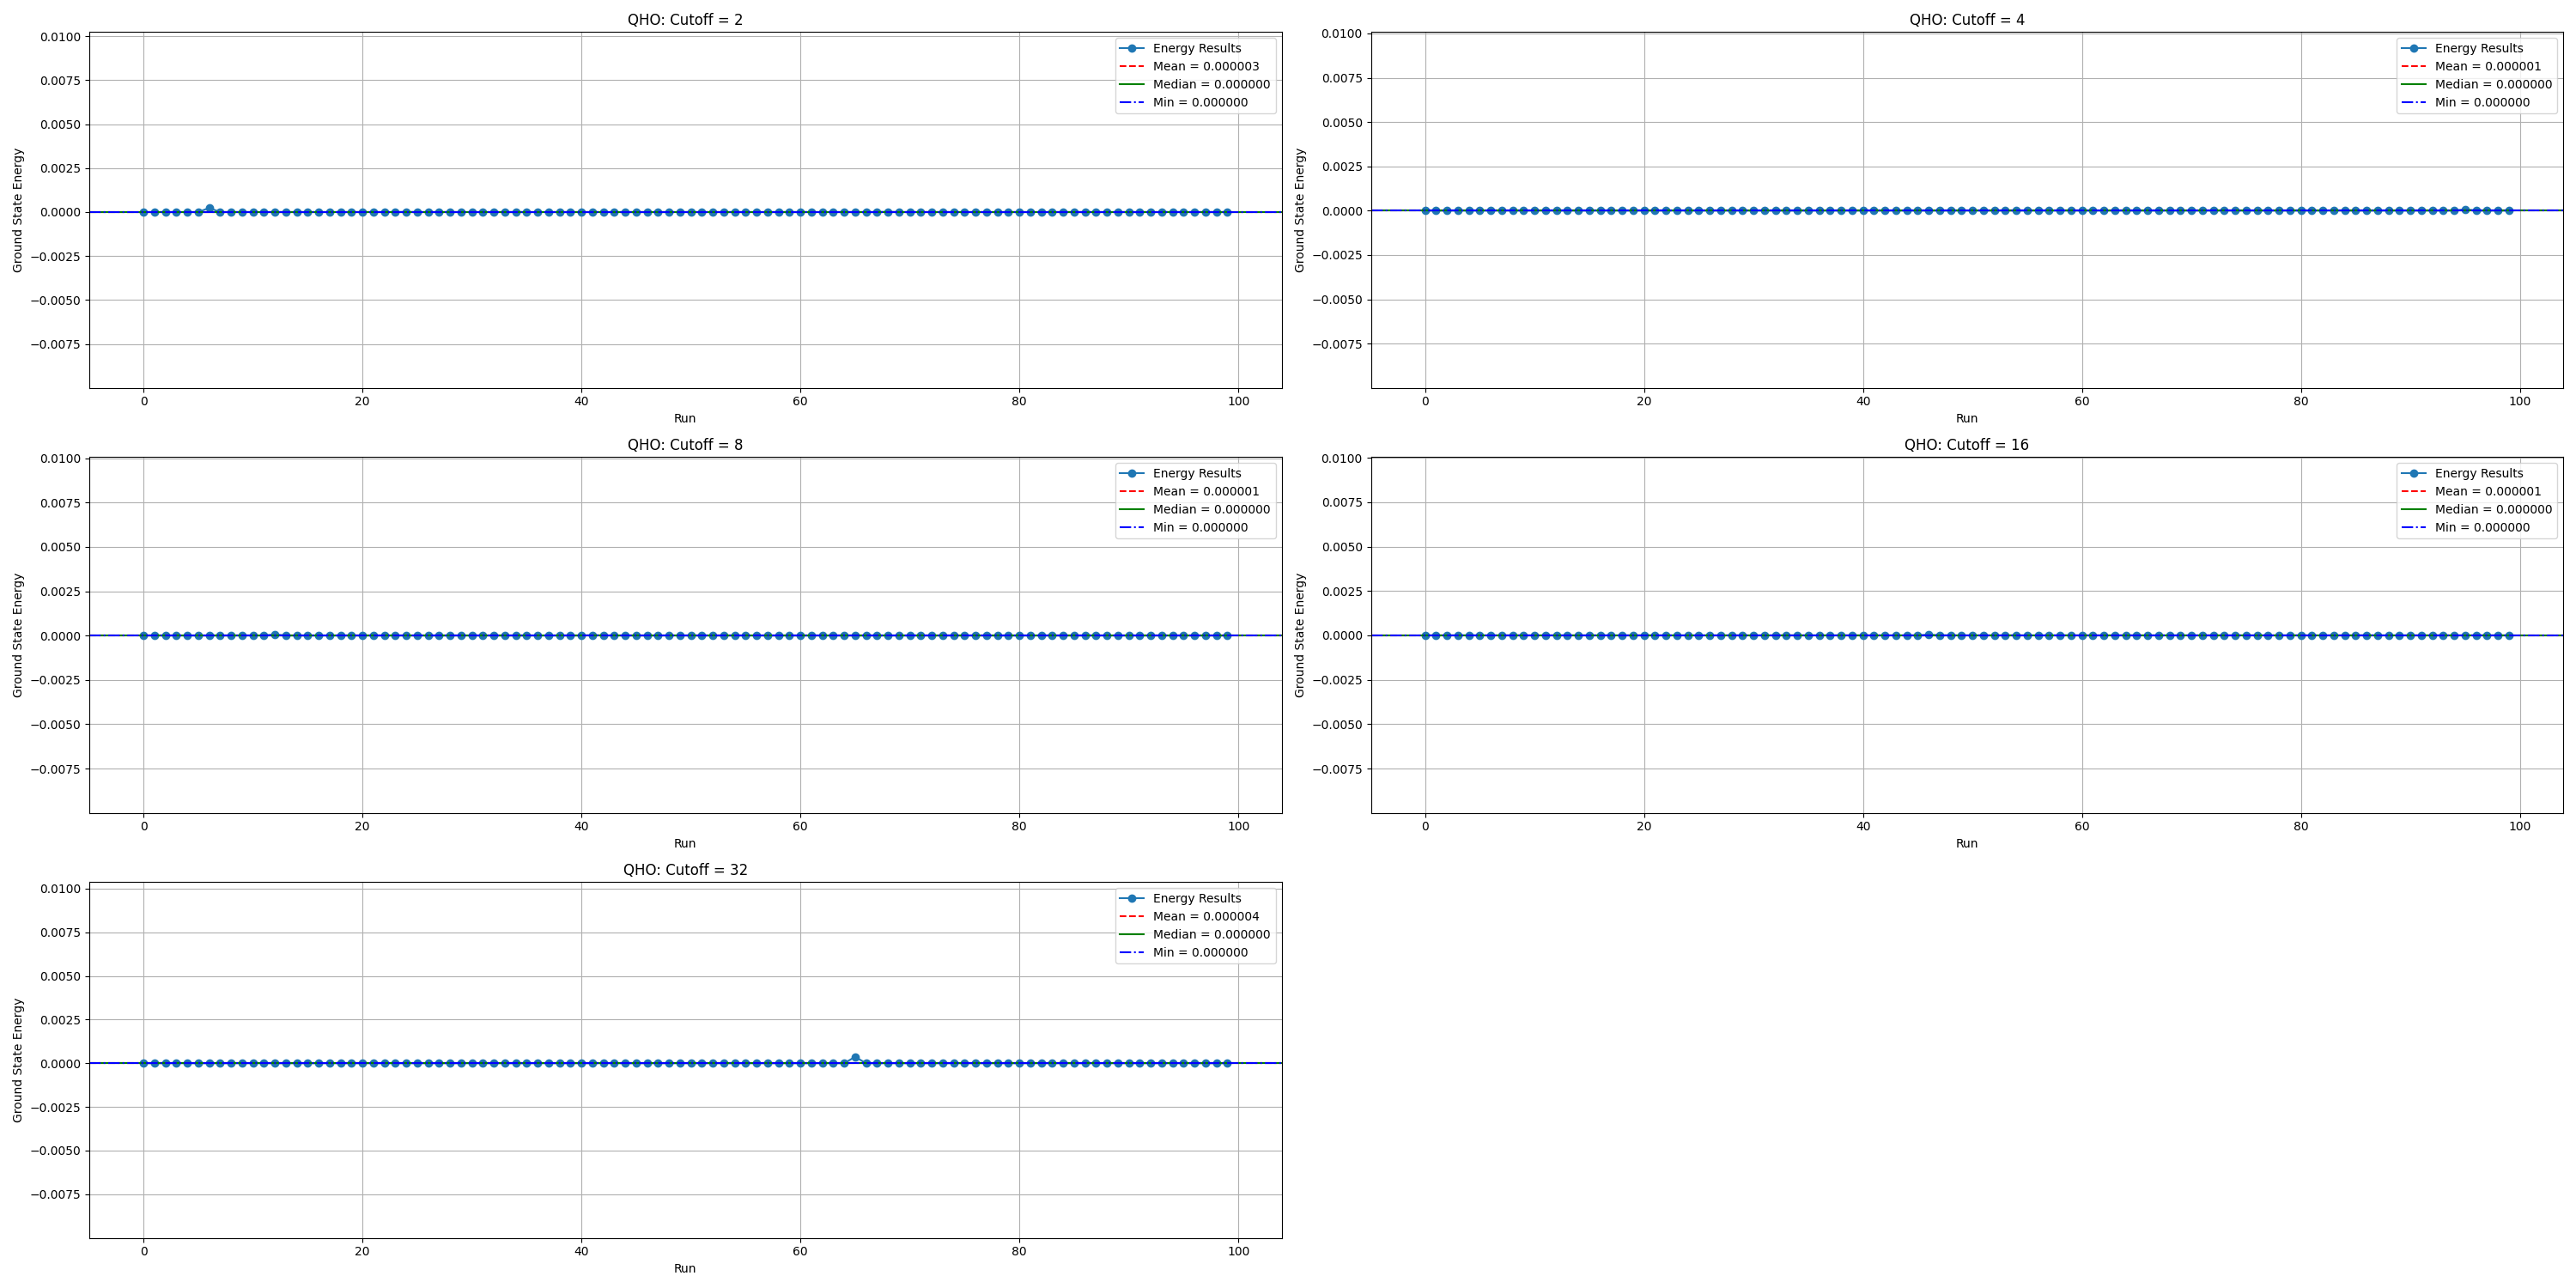 QHO: Cutoff = 2
Ground State Energy
0.0100
0.0075
0.0050
0.0025
0.0000
−0.0025
−0.0050
−0.0075
Energy Results
Mean = 0.000003
Median = 0.000000
Min = 0.000000
0 20 40 60 80 100
Run
QHO: Cutoff = 4
Ground State Energy
0.0100
0.0075
0.0050
0.0025
0.0000
−0.0025
−0.0050
−0.0075
Energy Results
Mean = 0.000001
Median = 0.000000
Min = 0.000000
0 20 40 60 80 100
Run
QHO: Cutoff = 8
Ground State Energy
0.0100
0.0075
0.0050
0.0025
0.0000
−0.0025
−0.0050
−0.0075
Energy Results
Mean = 0.000001
Median = 0.000000
Min = 0.000000
0 20 40 60 80 100
Run
QHO: Cutoff = 16
Ground State Energy
0.0100
0.0075
0.0050
0.0025
0.0000
−0.0025
−0.0050
−0.0075
Energy Results
Mean = 0.000001
Median = 0.000000
Min = 0.000000
0 20 40 60 80 100
Run
QHO: Cutoff = 32
Ground State Energy
0.0100
0.0075
0.0050
0.0025
0.0000
−0.0025
−0.0050
−0.0075
Energy Results
Mean = 0.000004
Median = 0.000000
Min = 0.000000
0 20 40 60 80 100
Run